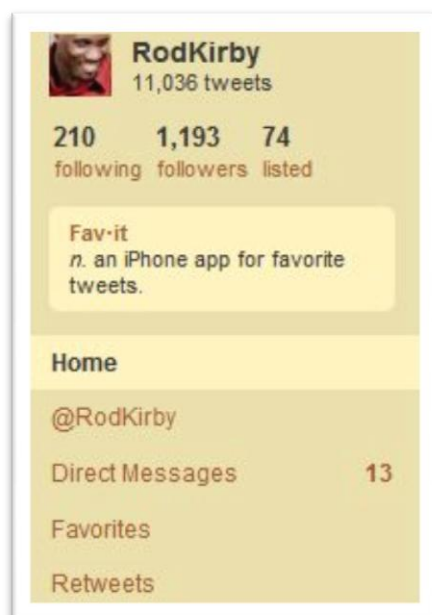 RodKirby
11,036 tweets
210 1,193 74
following followers listed
Fav·it
n. an iPhone app for favorite
tweets.
Home
@RodKirby
Direct Messages 13
Favorites
Retweets